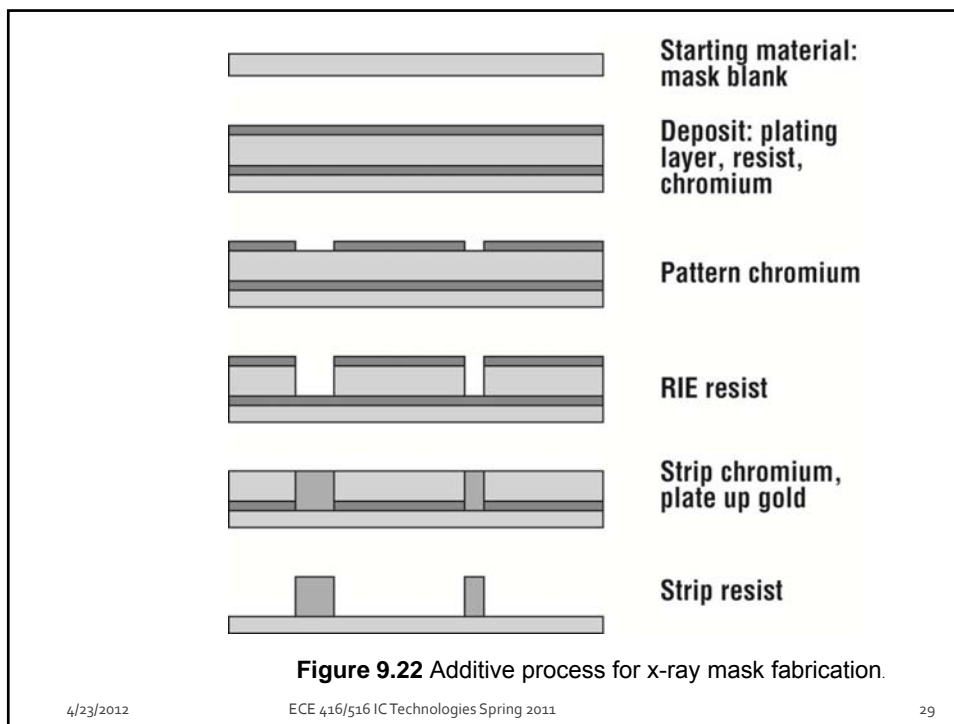 Starting material:
mask blank
Deposit: plating
layer, resist,
chromium
Pattern chromium
RIE resist
Strip chromium,
plate up gold
Strip resist
Figure 9.22 Additive process for x-ray mask fabrication.
4/23/2012 ECE 416/516 IC Technologies Spring 2011 29